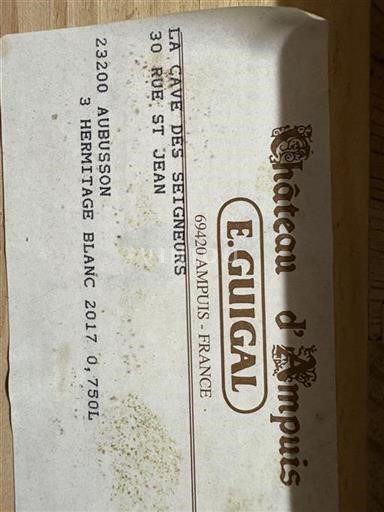 Château d'Ampuis
E.GUIGAL
69420 AMPUIS - FRANCE
LA CAVE DES SEIGNEURS
30 RUE ST JEAN
23200 AUBUSSON
3 HERMITAGE BLANC 2017 0,750L